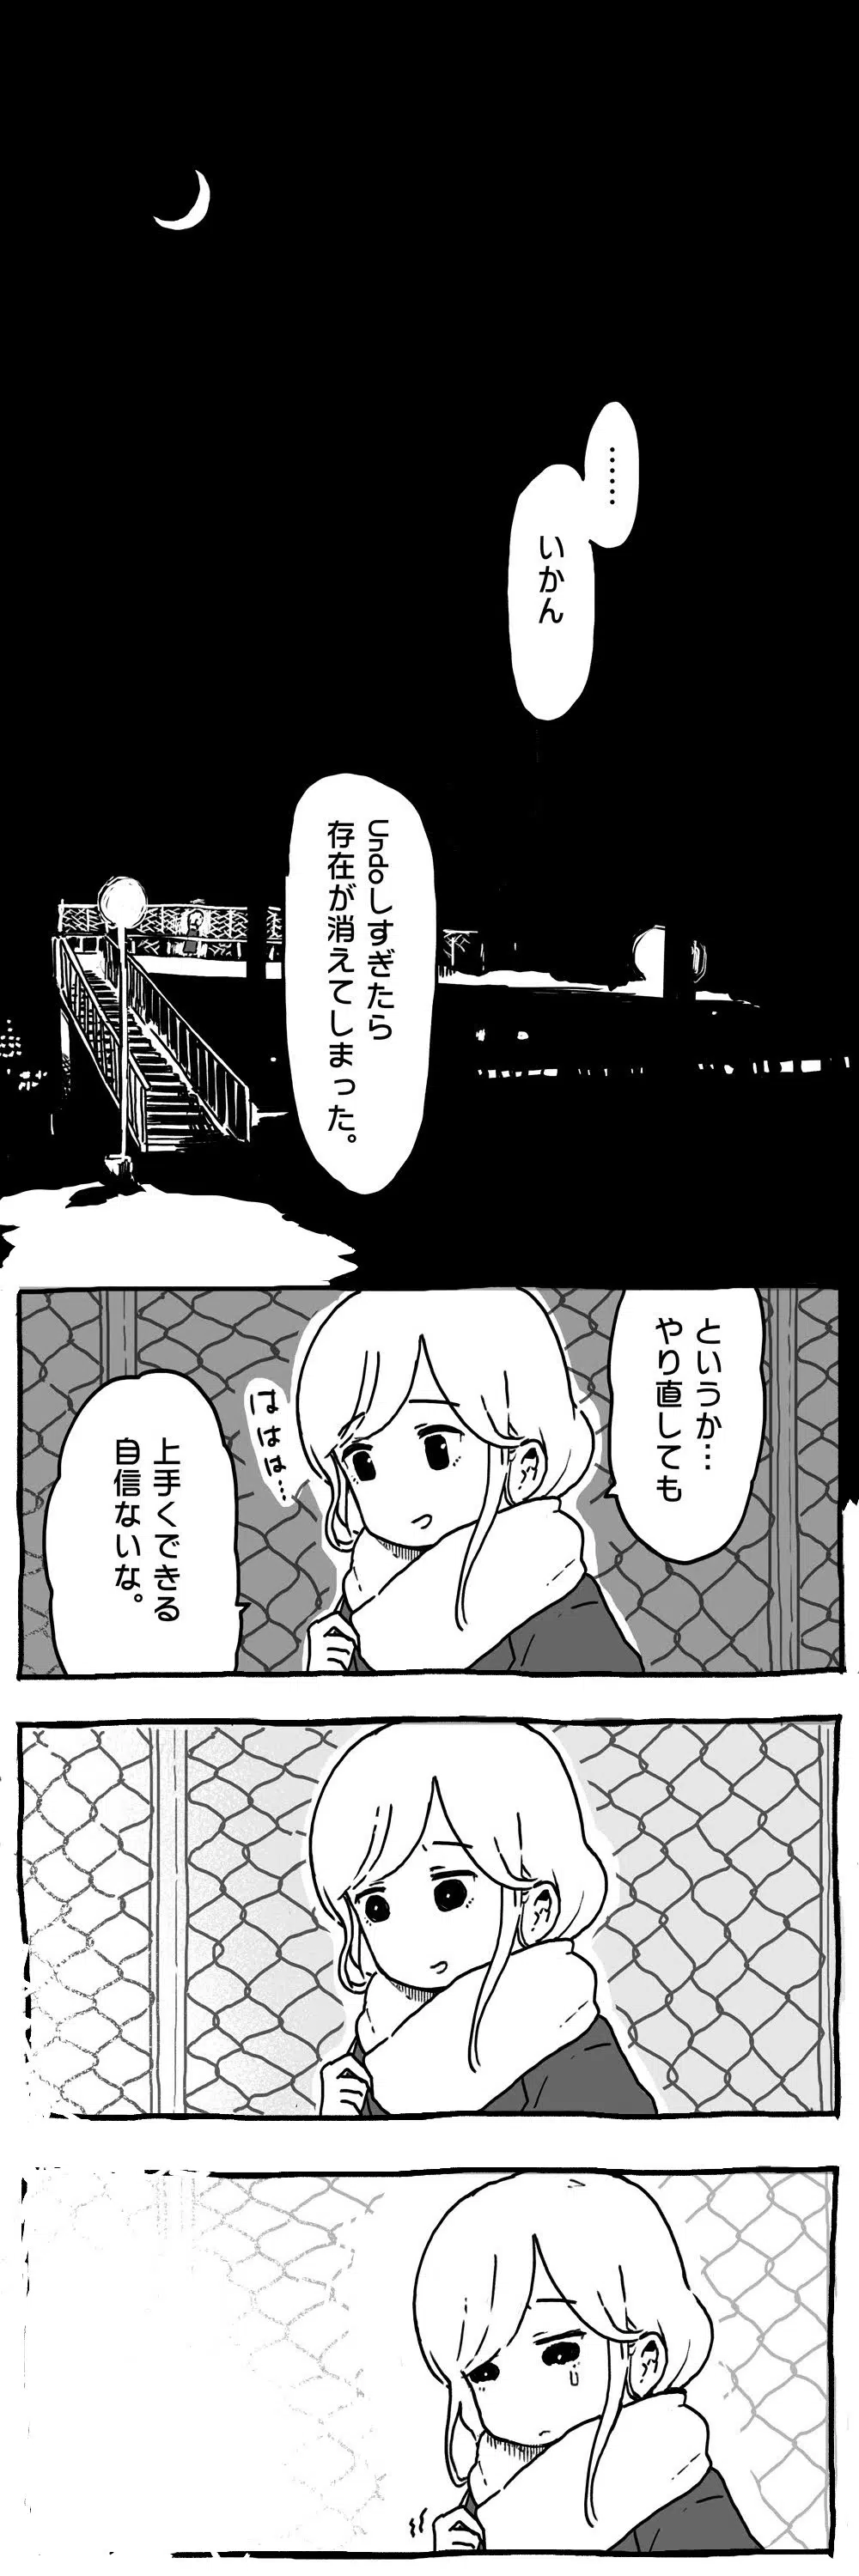 ……
いかん
Undoしすぎたら
存在が消えてしまった。
というか…
やり直しても
ははは…
上手くできる
自信ないな。